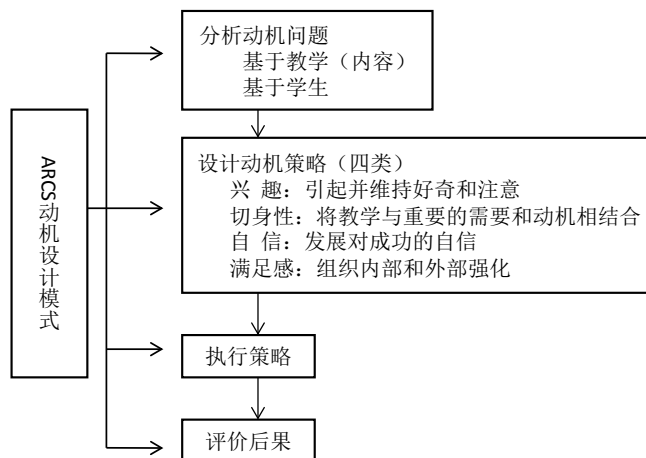 ARCS动机设计模式
分析动机问题
基于教学（内容）
基于学生
设计动机策略（四类）
兴 趣：引起并维持好奇和注意
切身性：将教学与重要的需要和动机相结合
自 信：发展对成功的自信
满足感：组织内部和外部强化
执行策略
评价后果